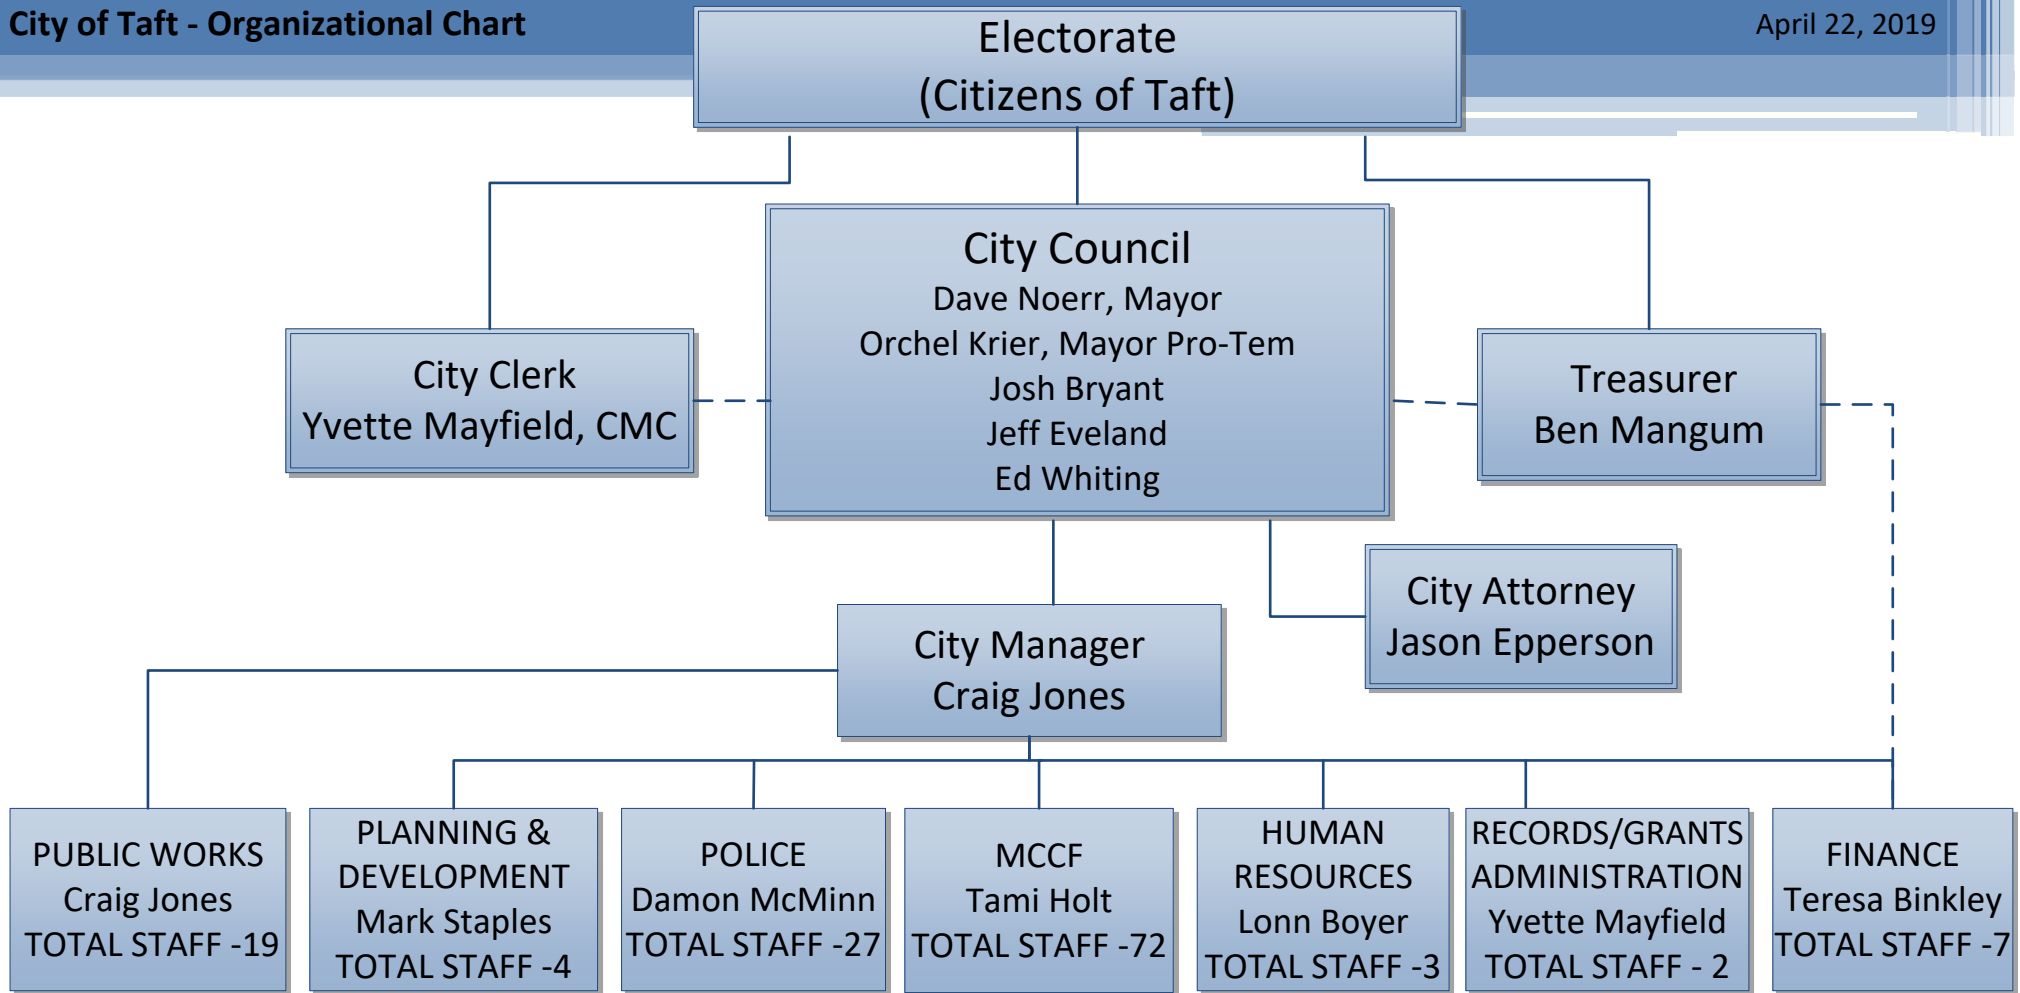 City of Taft - Organizational Chart
April 22, 2019
Electorate
(Citizens of Taft)
City Council
Dave Noerr, Mayor
Orchel Krier, Mayor Pro-Tem
Josh Bryant
Jeff Eveland
Ed Whiting
City Clerk
Yvette Mayfield, CMC
Treasurer
Ben Mangum
City Attorney
Jason Epperson
City Manager
Craig Jones
PUBLIC WORKS
Craig Jones
TOTAL STAFF -19
PLANNING &
DEVELOPMENT
Mark Staples
TOTAL STAFF -4
POLICE
Damon McMinn
TOTAL STAFF -27
MCCF
Tami Holt
TOTAL STAFF -72
HUMAN
RESOURCES
Lonn Boyer
TOTAL STAFF -3
RECORDS/GRANTS
ADMINISTRATION
Yvette Mayfield
TOTAL STAFF - 2
FINANCE
Teresa Binkley
TOTAL STAFF -7